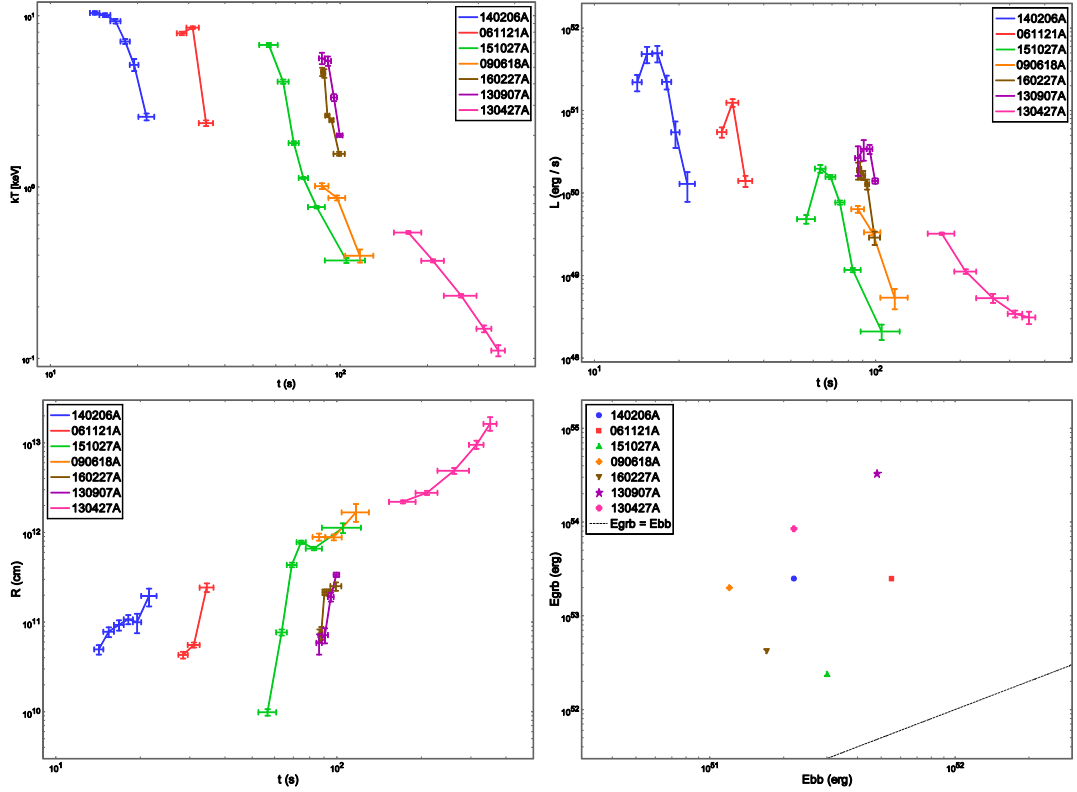 10¹
10⁰
10⁻¹
kT [keV]
10¹
10²
t (s)
140206A
061121A
151027A
090618A
160227A
130907A
130427A
10⁵²
10⁵¹
10⁵⁰
10⁴⁹
10⁴⁸
L (erg / s)
10¹
10²
t (s)
140206A
061121A
151027A
090618A
160227A
130907A
130427A
10¹³
10¹²
10¹¹
10¹⁰
R (cm)
10¹
10²
t (s)
140206A
061121A
151027A
090618A
160227A
130907A
130427A
10⁵⁵
10⁵⁴
10⁵³
10⁵²
Egrb (erg)
10⁵¹
10⁵²
Ebb (erg)
140206A
061121A
151027A
090618A
160227A
130907A
130427A
Egrb = Ebb